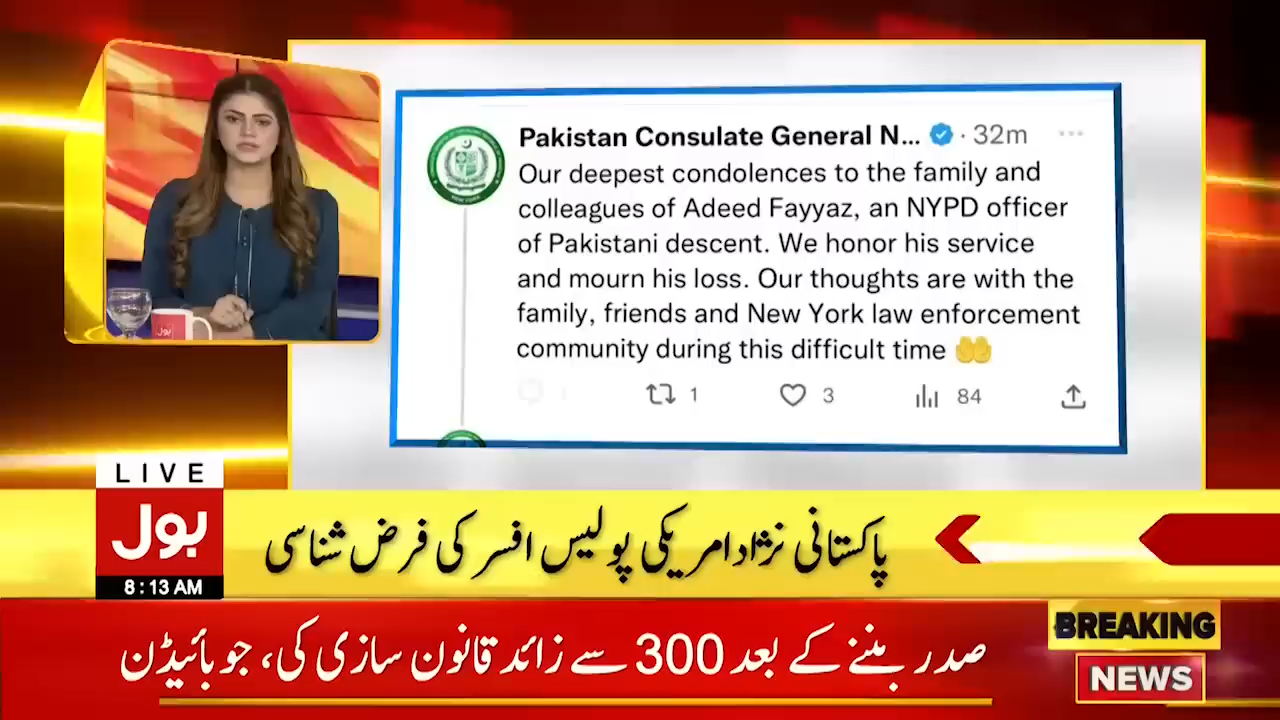 Pakistan Consulate General N... · 32m
Our deepest condolences to the family and
colleagues of Adeed Fayyaz, an NYPD officer
of Pakistani descent. We honor his service
and mourn his loss. Our thoughts are with the
family, friends and New York law enforcement
community during this difficult time 🤲
1 3 84
بول
LIVE
بول
8:13 AM
پاکستانی نژاد امریکی پولیس افسر کی فرض شناسی
صدر بننے کے بعد 300 سے زائد قانون سازی کی، جو بائیڈن
BREAKING
NEWS